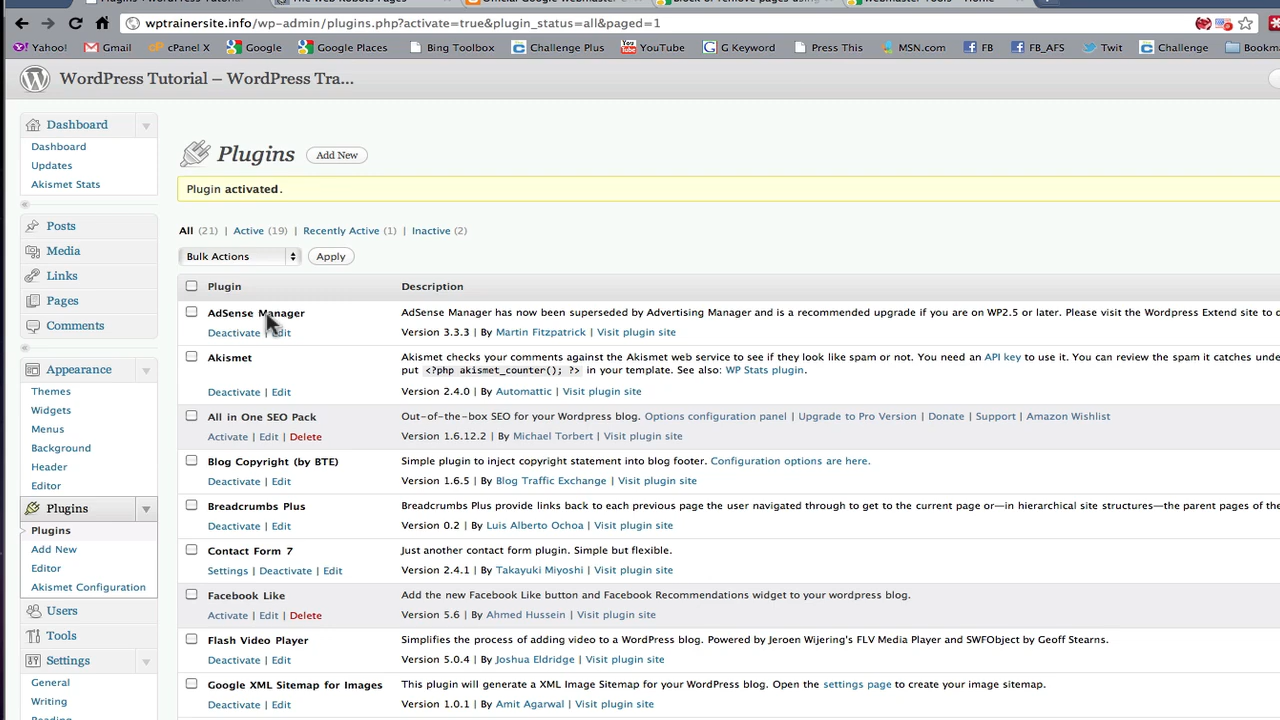 wptrainersite.info/wp-admin/plugins.php?activate=true&plugin_status=all&paged=1
Yahoo! Gmail cPanel X Google Google Places Bing Toolbox Challenge Plus YouTube G Keyword Press This MSN.com FB FB_AFS Twit Challenge Bookm
WordPress Tutorial – WordPress Tra...
Dashboard
Dashboard
Updates
Akismet Stats
Posts
Media
Links
Pages
Comments
Appearance
Themes
Widgets
Menus
Background
Header
Editor
Plugins
Plugins
Add New
Editor
Akismet Configuration
Users
Tools
Settings
General
Writing
Plugins Add New
Plugin activated.
All (21) | Active (19) | Recently Active (1) | Inactive (2)
Bulk Actions Apply
Plugin Description
AdSense Manager AdSense Manager has now been superseded by Advertising Manager and is a recommended upgrade if you are on WP2.5 or later. Please visit the Wordpress Extend site to d
Deactivate | Edit Version 3.3.3 | By Martin Fitzpatrick | Visit plugin site
Akismet Akismet checks your comments against the Akismet web service to see if they look like spam or not. You need an API key to use it. You can review the spam it catches unde
put <?php akismet_counter(); ?> in your template. See also: WP Stats plugin.
Deactivate | Edit Version 2.4.0 | By Automattic | Visit plugin site
All in One SEO Pack Out-of-the-box SEO for your Wordpress blog. Options configuration panel | Upgrade to Pro Version | Donate | Support | Amazon Wishlist
Activate | Edit | Delete Version 1.6.12.2 | By Michael Torbert | Visit plugin site
Blog Copyright (by BTE) Simple plugin to inject copyright statement into blog footer. Configuration options are here.
Deactivate | Edit Version 1.6.5 | By Blog Traffic Exchange | Visit plugin site
Breadcrumbs Plus Breadcrumbs Plus provide links back to each previous page the user navigated through to get to the current page or—in hierarchical site structures—the parent pages of the
Deactivate | Edit Version 0.2 | By Luis Alberto Ochoa | Visit plugin site
Contact Form 7 Just another contact form plugin. Simple but flexible.
Settings | Deactivate | Edit Version 2.4.1 | By Takayuki Miyoshi | Visit plugin site
Facebook Like Add the new Facebook Like button and Facebook Recommendations widget to your wordpress blog.
Activate | Edit | Delete Version 5.6 | By Ahmed Hussein | Visit plugin site
Flash Video Player Simplifies the process of adding video to a WordPress blog. Powered by Jeroen Wijering's FLV Media Player and SWFObject by Geoff Stearns.
Deactivate | Edit Version 5.0.4 | By Joshua Eldridge | Visit plugin site
Google XML Sitemap for Images This plugin will generate a XML Image Sitemap for your WordPress blog. Open the settings page to create your image sitemap.
Deactivate | Edit Version 1.0.1 | By Amit Agarwal | Visit plugin site